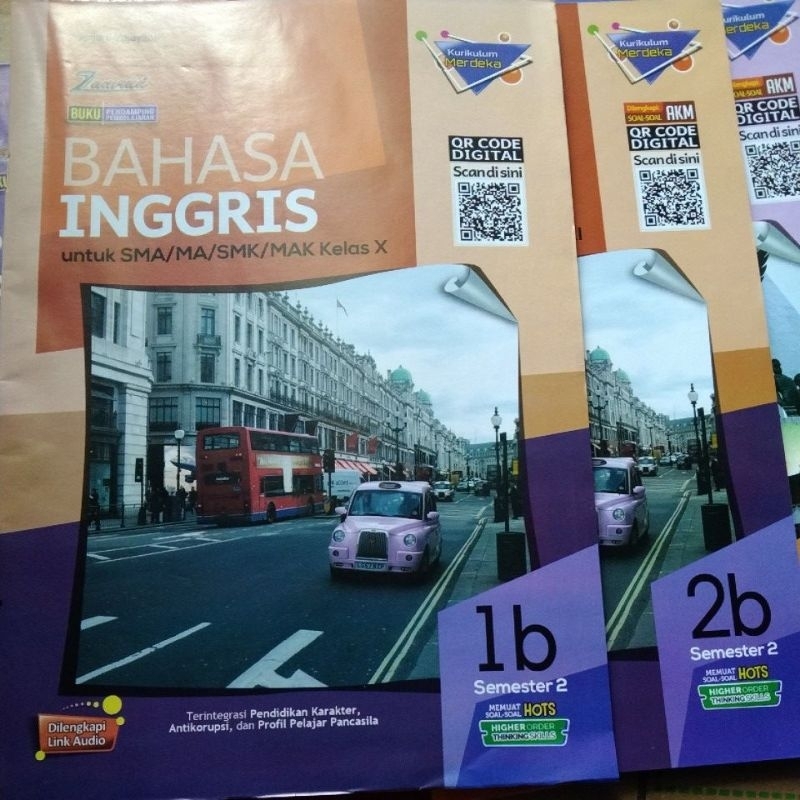 BUKU PENDAMPING PEMBELAJARAN
BAHASA
INGGRIS
untuk SMA/MA/SMK/MAK Kelas X
Kurikulum
Merdeka
QR CODE
DIGITAL
Scan di sini
1b
Semester 2
MEMUAT
SOAL-SOAL HOTS
HIGHER ORDER
THINKING SKILLS
Terintegrasi Pendidikan Karakter,
Antikorupsi, dan Profil Pelajar Pancasila
Dilengkapi
Link Audio
Kurikulum
Merdeka
Dilengkapi
SOAL-SOAL AKM
QR CODE
DIGITAL
Scan di sini
2b
Semester 2
MEMUAT
SOAL-SOAL HOTS
HIGHER ORDER
THINKING SKILLS
Kurikulum
Merdeka
Dilengkapi
SOAL-SOAL AKM
QR CODE
DIGITAL
Scan di sini